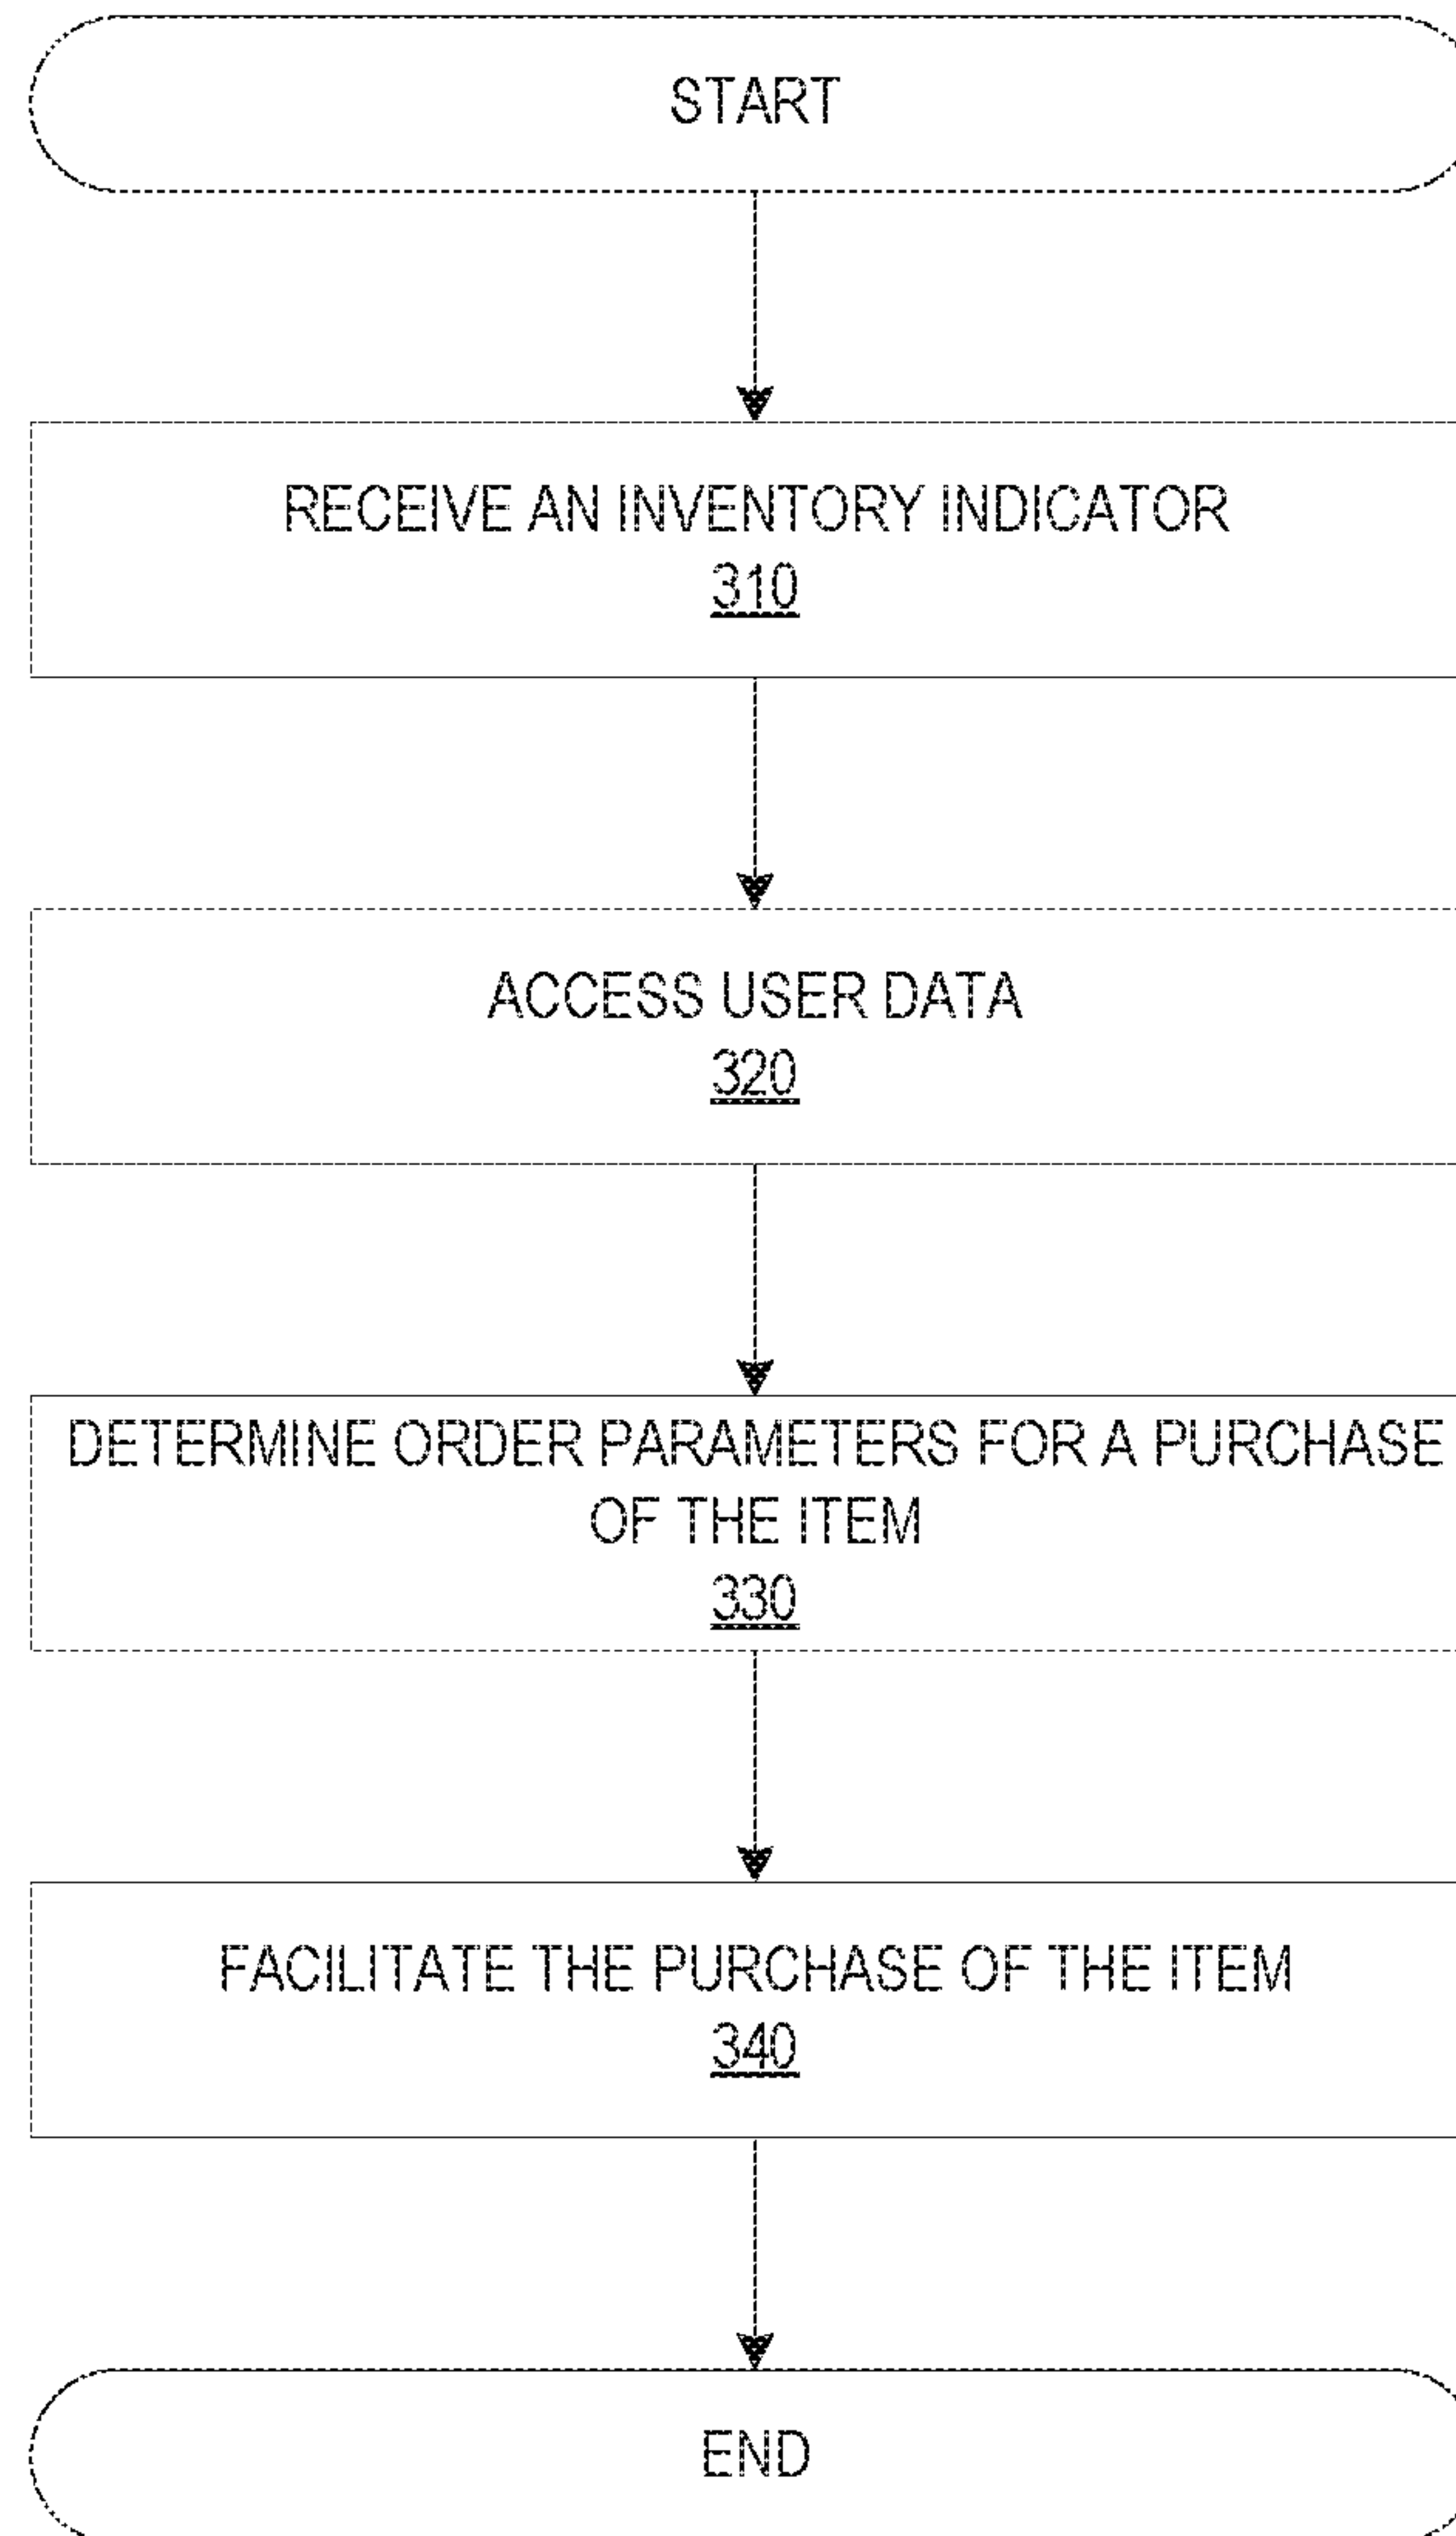 START
RECEIVE AN INVENTORY INDICATOR
310
ACCESS USER DATA
320
DETERMINE ORDER PARAMETERS FOR A PURCHASE
OF THE ITEM
330
FACILITATE THE PURCHASE OF THE ITEM
340
END